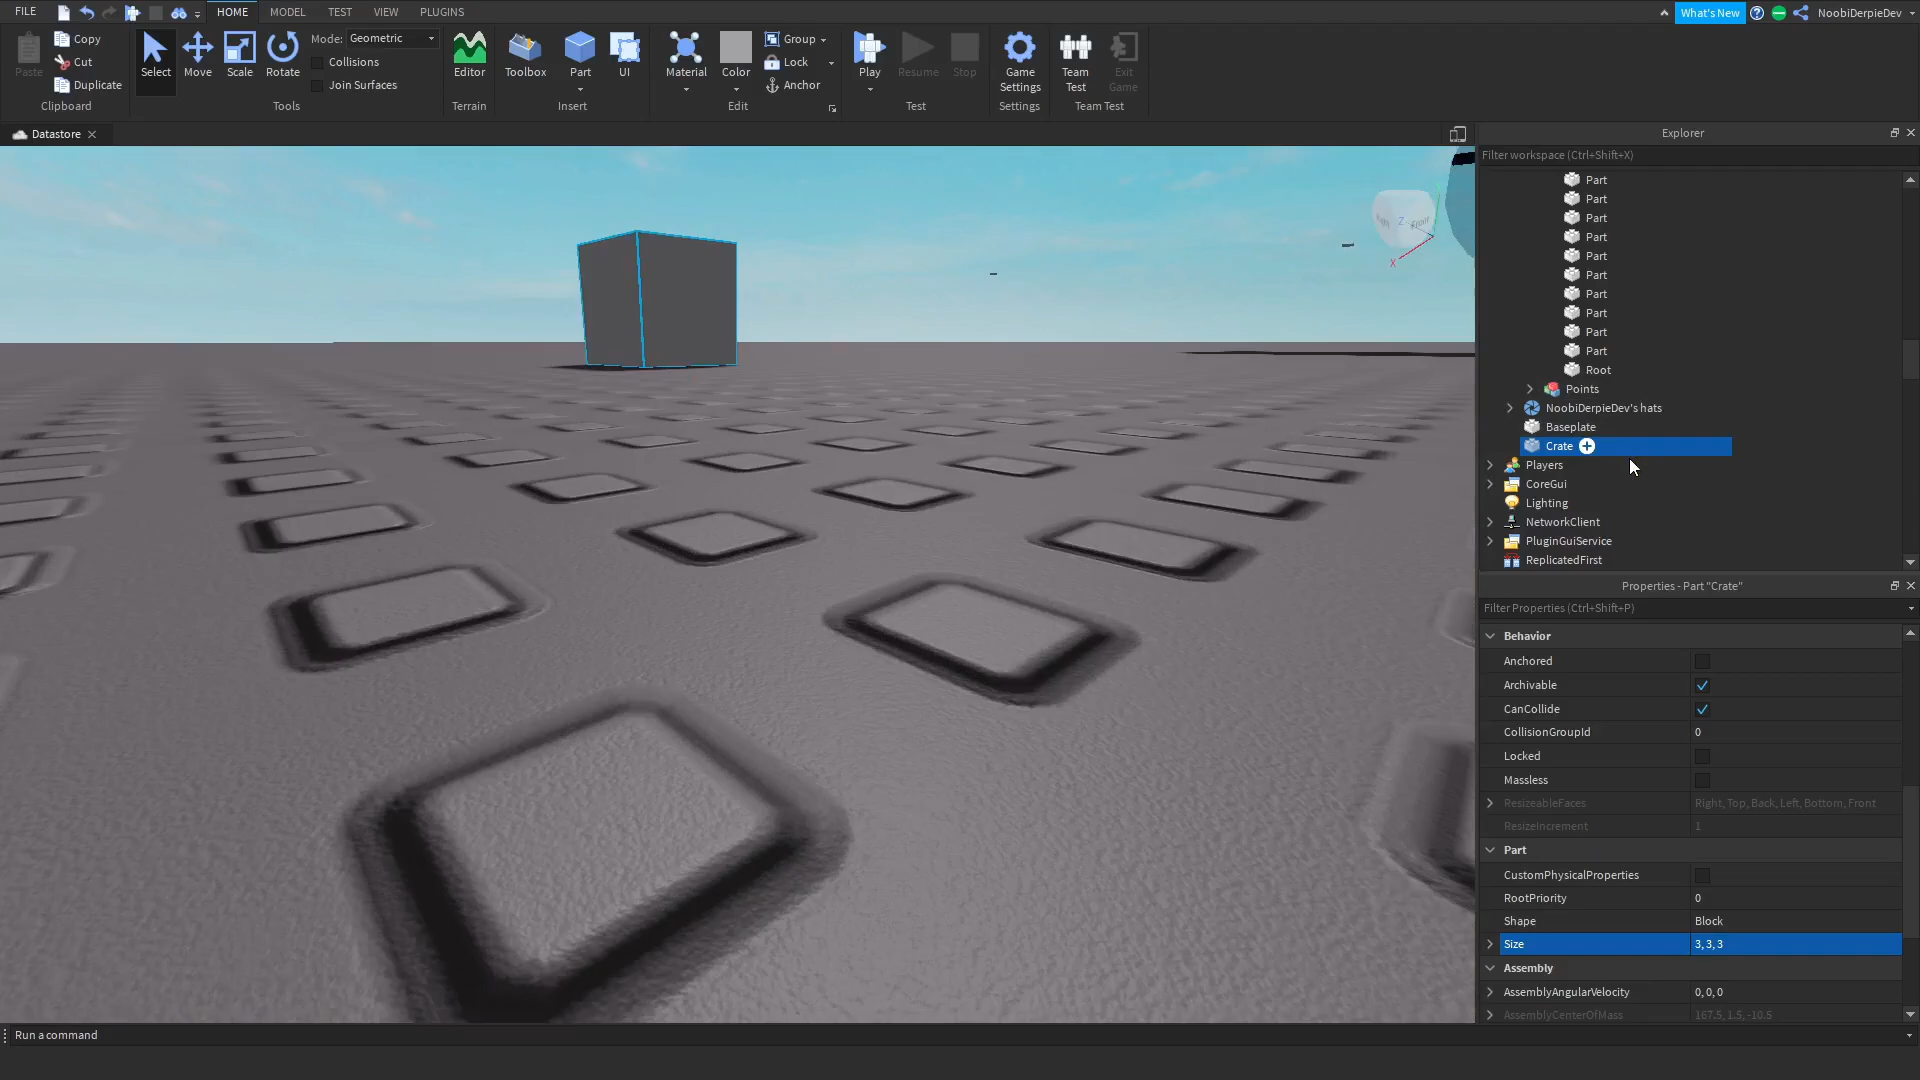 FILE
HOME
MODEL
TEST
VIEW
PLUGINS
What's New
NoobiDerpieDev
Paste
Copy
Cut
Duplicate
Clipboard
Select
Move
Scale
Rotate
Mode: Geometric
Collisions
Join Surfaces
Tools
Editor
Terrain
Toolbox
Part
UI
Insert
Material
Color
Group
Lock
Anchor
Edit
Play
Resume
Stop
Test
Game
Settings
Settings
Team
Test
Exit
Game
Team Test
Datastore
Front
Z
X
Explorer
Filter workspace (Ctrl+Shift+X)
Part
Part
Part
Part
Part
Part
Part
Part
Part
Part
Root
Points
NoobiDerpieDev's hats
Baseplate
Crate
Players
CoreGui
Lighting
NetworkClient
PluginGuiService
ReplicatedFirst
Properties - Part "Crate"
Filter Properties (Ctrl+Shift+P)
Behavior
Anchored
Archivable
CanCollide
CollisionGroupId 0
Locked
Massless
ResizeableFaces Right, Top, Back, Left, Bottom, Front
ResizeIncrement 1
Part
CustomPhysicalProperties
RootPriority 0
Shape Block
Size 3, 3, 3
Assembly
AssemblyAngularVelocity 0, 0, 0
AssemblyCenterOfMass 167.5, 1.5, -10.5
Run a command